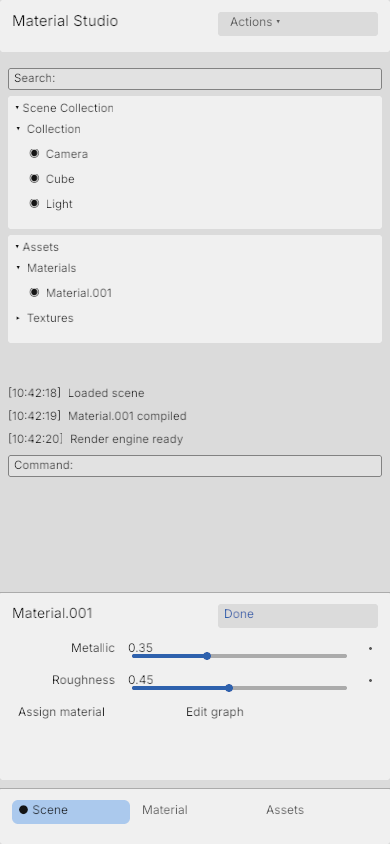 Material Studio
Actions
Search:
Scene Collection
Collection
Camera
Cube
Light
Assets
Materials
Material.001
Textures
[10:42:18] Loaded scene
[10:42:19] Material.001 compiled
[10:42:20] Render engine ready
Command:
Material.001 Done
Metallic 0.35
Roughness 0.45
Assign material Edit graph
Scene Material Assets